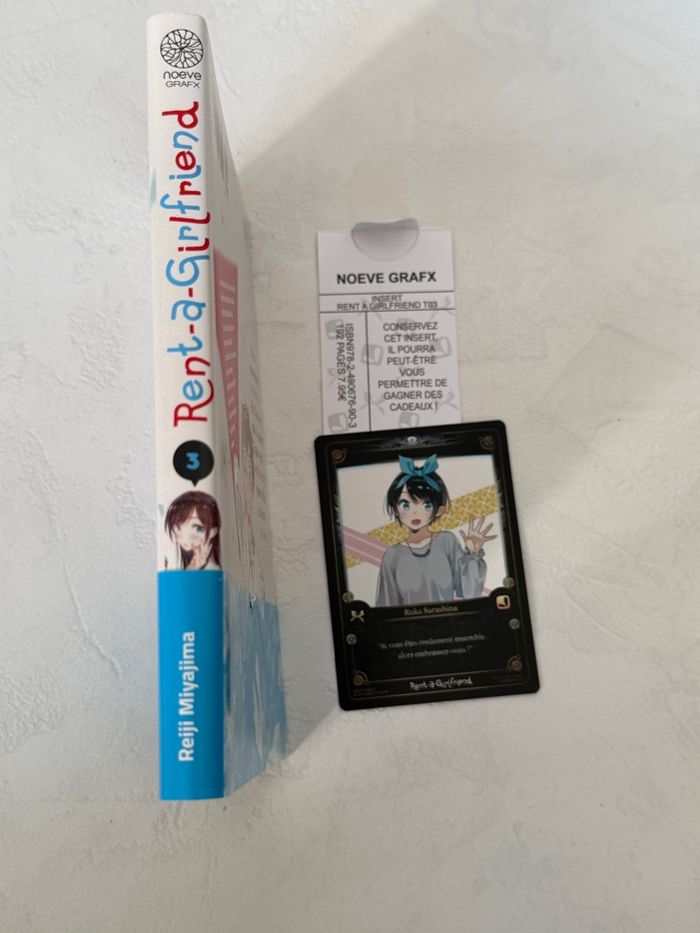 noeve
GRAFX
Rent-a-Girlfriend
3
Reiji Miyajima
NOEVE GRAFX
INSERT
RENT A GIRLFRIEND T03
ISBN978-2-490676-90-3
192 PAGES 7.95€
CONSERVEZ
CET INSERT,
IL POURRA
PEUT-ÊTRE
VOUS
PERMETTRE DE
GAGNER DES
CADEAUX !
Ruka Sarashina
"Si vous êtes réellement ensemble...
alors embrassez-vous !"
Rent-a-Girlfriend